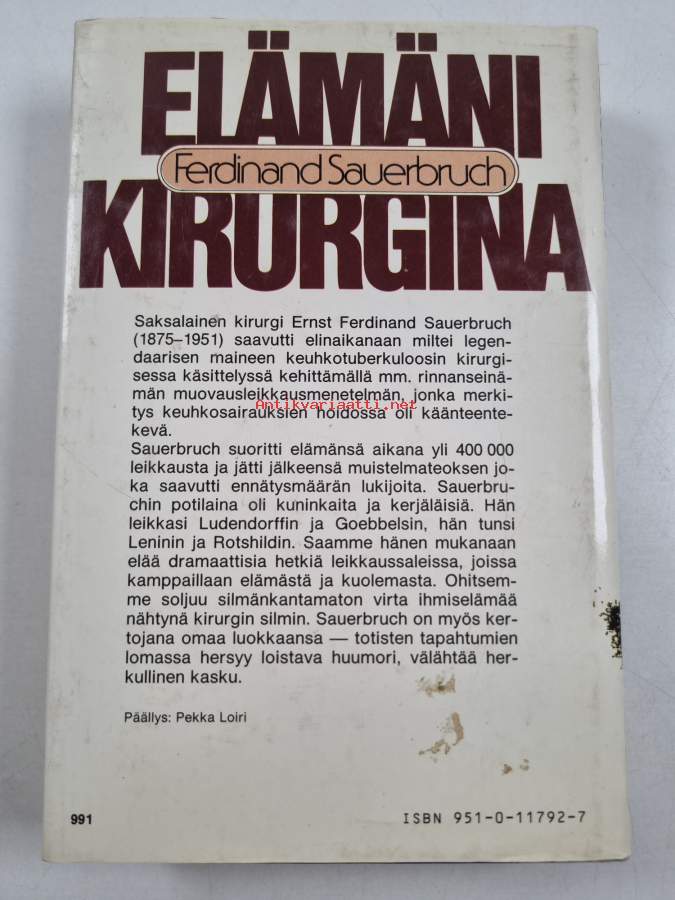 ELÄMÄNI
Ferdinand Sauerbruch
KIRURGINA
Saksalainen kirurgi Ernst Ferdinand Sauerbruch
(1875–1951) saavutti elinaikanaan miltei legen-
daarisen maineen keuhkotuberkuloosin kirurgi-
sessa käsittelyssä kehittämällä mm. rinnanseinä-
män muovausleikkausmenetelmän, jonka merki-
Antikvariaatti.net
tys keuhkosairauksien hoidossa oli käänteente-
kevä.
Sauerbruch suoritti elämänsä aikana yli 400 000
leikkausta ja jätti jälkeensä muistelmateoksen jo-
ka saavutti ennätysmäärän lukijoita. Sauerbru-
chin potilaina oli kuninkaita ja kerjäläisiä. Hän
leikkasi Ludendorffin ja Goebbelsin, hän tunsi
Leninin ja Rotshildin. Saamme hänen mukanaan
elää dramaattisia hetkiä leikkaussaleissa, joissa
kamppaillaan elämästä ja kuolemasta. Ohitsem-
me soljuu silmänkantamaton virta ihmiselämää
nähtynä kirurgin silmin. Sauerbruch on myös ker-
tojana omaa luokkaansa — totisten tapahtumien
lomassa hersyy loistava huumori, välähtää her-
kullinen kasku.
Päällys: Pekka Loiri
991
ISBN 951-0-11792-7